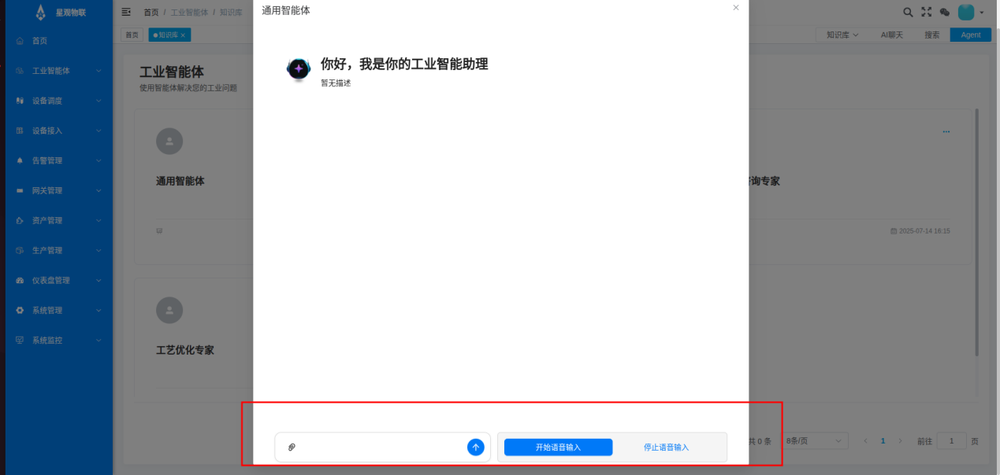 星观物联
首页 / 工业智能体 / 知识库
首页
知识库 ×
知识库
AI聊天
搜索
Agent
首页
工业智能体
设备调度
设备接入
告警管理
网关管理
资产管理
生产管理
仪表盘管理
系统管理
系统监控
工业智能体
使用智能体解决您的工业问题
通用智能体
工艺优化专家
询专家
2025-07-14 16:15
共 0 条
8条/页
1
前往
1
页
通用智能体
×
你好，我是你的工业智能助理
暂无描述
开始语音输入
停止语音输入